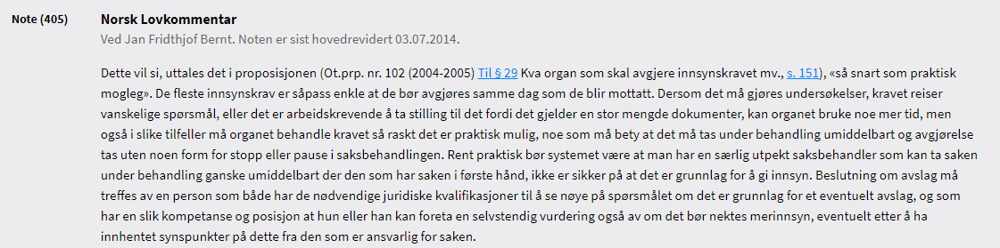 Note (405)
Norsk Lovkommentar
Ved Jan Fridthjof Bernt. Noten er sist hovedrevidert 03.07.2014.
Dette vil si, uttales det i proposisjonen (Ot.prp. nr. 102 (2004-2005) Til § 29 Kva organ som skal avgjere innsynskravet mv., s. 151), «så snart som praktisk
mogleg». De fleste innsynskrav er såpass enkle at de bør avgjøres samme dag som de blir mottatt. Dersom det må gjøres undersøkelser, kravet reiser
vanskelige spørsmål, eller det er arbeidskrevende å ta stilling til det fordi det gjelder en stor mengde dokumenter, kan organet bruke noe mer tid, men
også i slike tilfeller må organet behandle kravet så raskt det er praktisk mulig, noe som må bety at det må tas under behandling umiddelbart og avgjørelse
tas uten noen form for stopp eller pause i saksbehandlingen. Rent praktisk bør systemet være at man har en særlig utpekt saksbehandler som kan ta saken
under behandling ganske umiddelbart der den som har saken i første hånd, ikke er sikker på at det er grunnlag for å gi innsyn. Beslutning om avslag må
treffes av en person som både har de nødvendige juridiske kvalifikasjoner til å se nøye på spørsmålet om det er grunnlag for et eventuelt avslag, og som
har en slik kompetanse og posisjon at hun eller han kan foreta en selvstendig vurdering også av om det bør nektes merinnsyn, eventuelt etter å ha
innhentet synspunkter på dette fra den som er ansvarlig for saken.